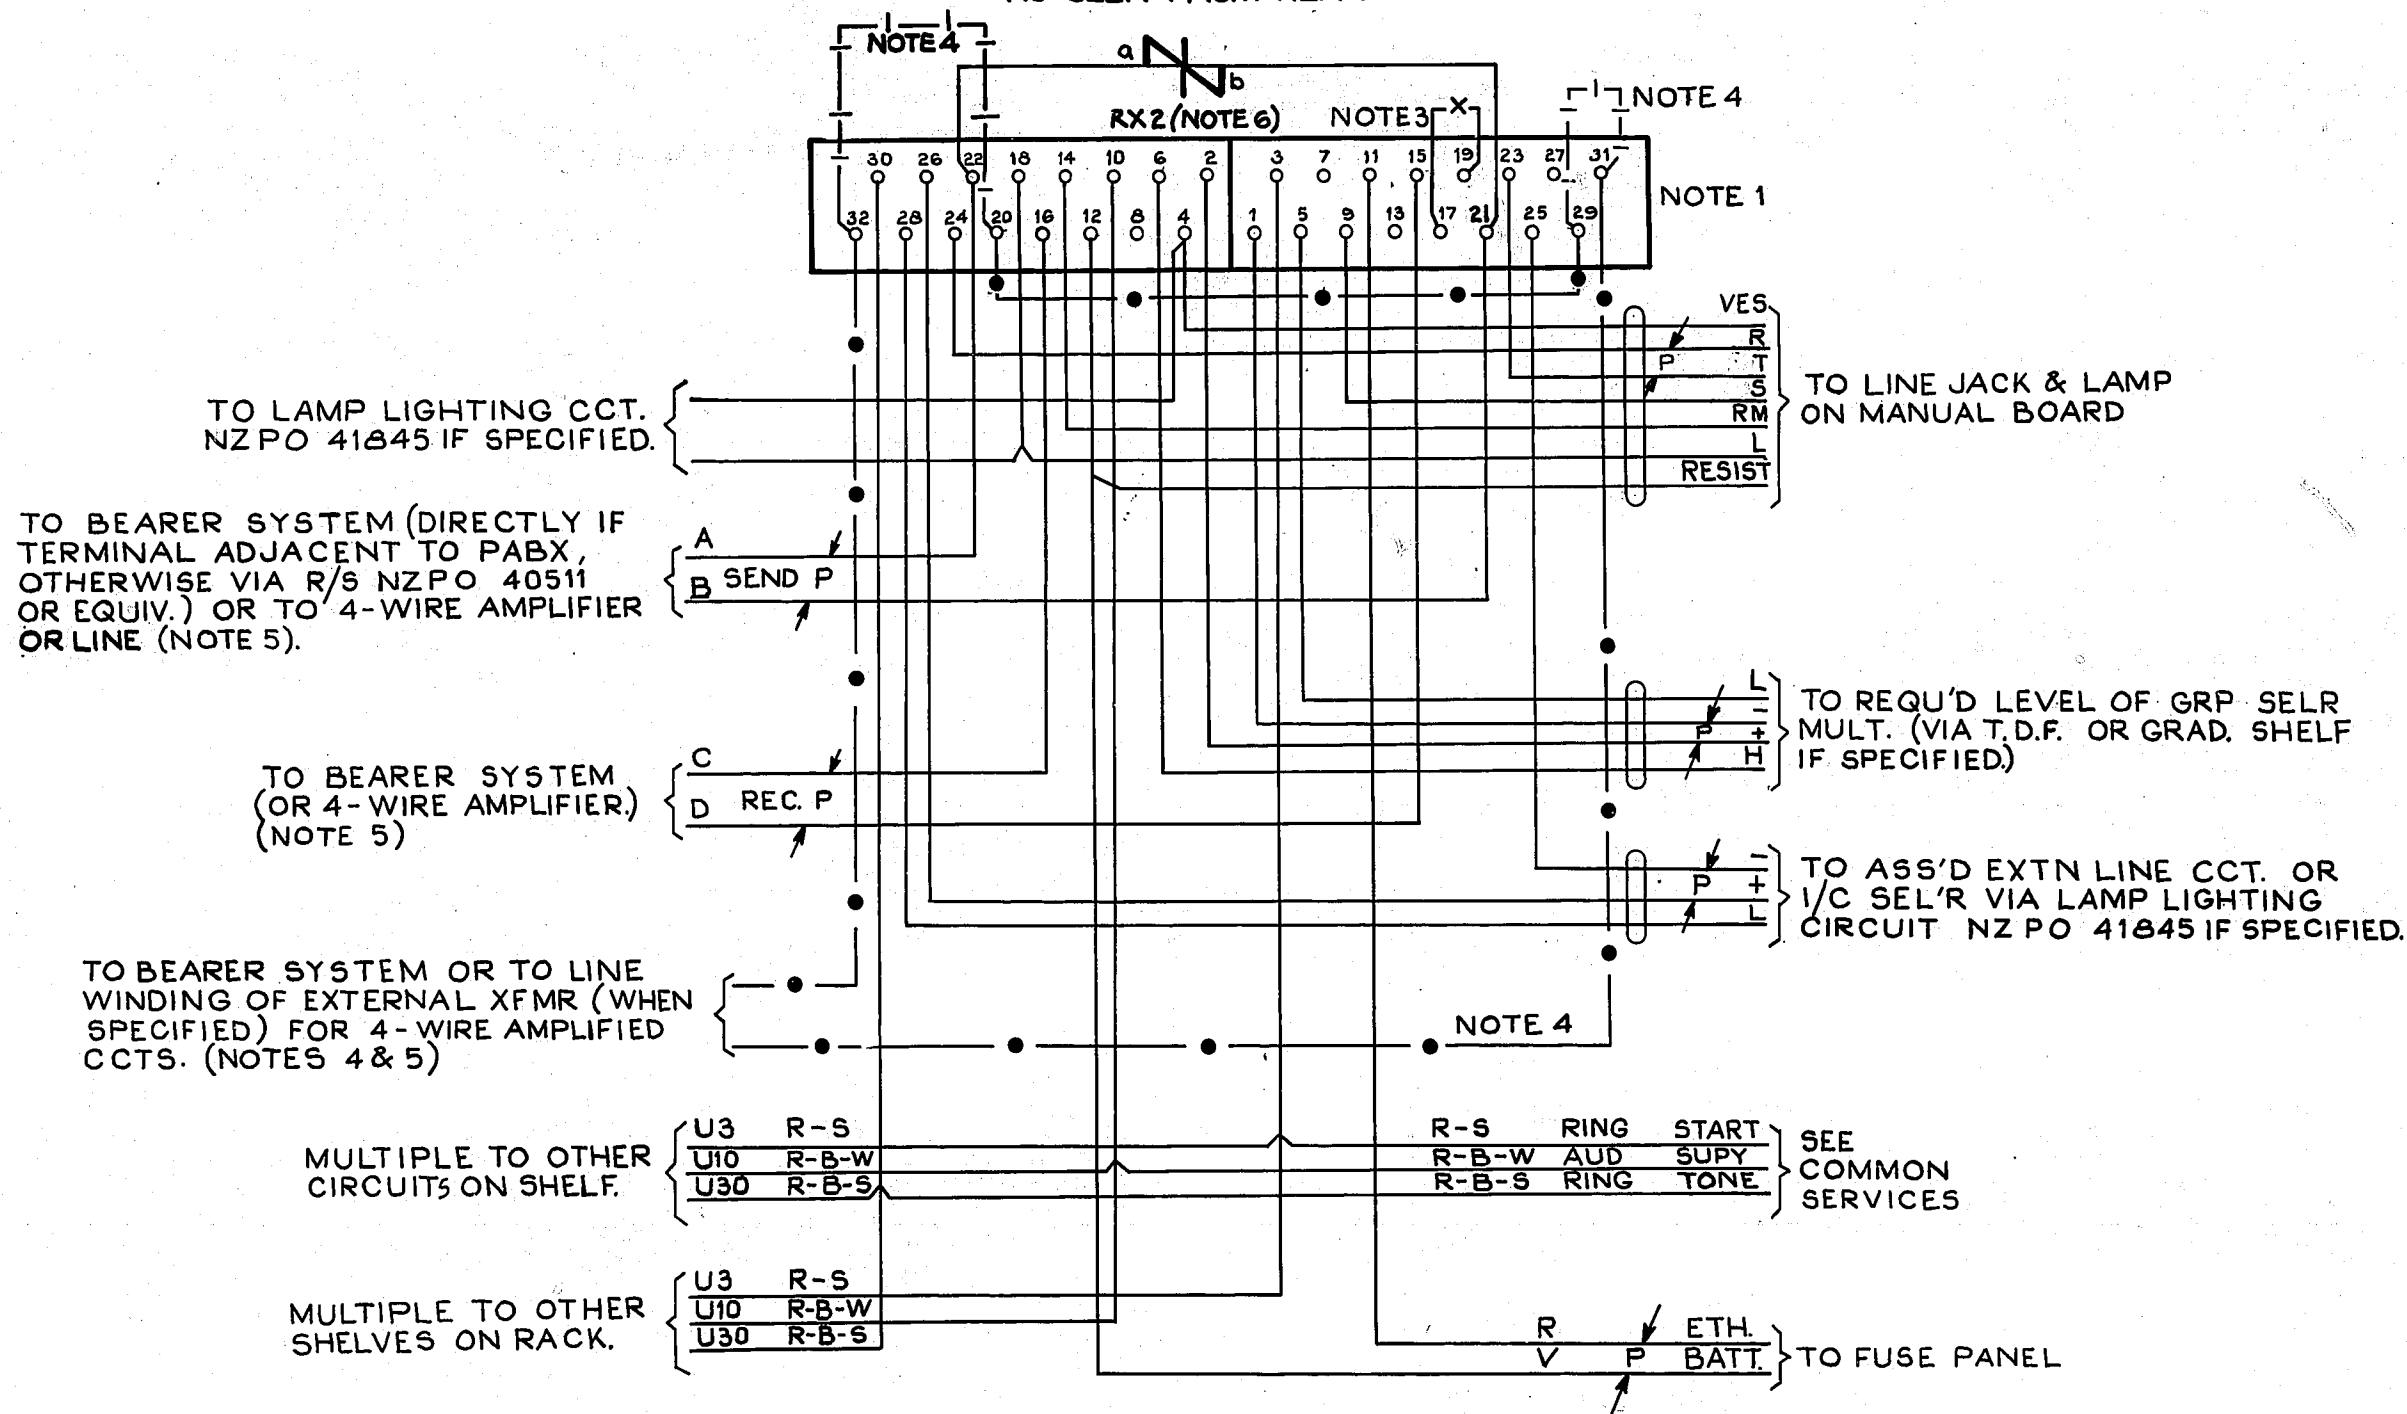 NOTE 4
a
b
RX2 (NOTE 6)
NOTE 3
X
NOTE 4
30 26 22 18 14 10 6 2 3 7 11 15 19 23 27 31
NOTE 1
32 28 24 20 16 12 8 4 1 5 9 13 17 21 25 29
VES
R
P
T
S
RM
L
RESIST
TO LINE JACK & LAMP
ON MANUAL BOARD
TO LAMP LIGHTING CCT.
NZPO 41845 IF SPECIFIED.
TO BEARER SYSTEM (DIRECTLY IF
TERMINAL ADJACENT TO PABX,
OTHERWISE VIA R/S NZPO 40511
OR EQUIV.) OR TO 4-WIRE AMPLIFIER
OR LINE (NOTE 5).
A
B SEND P
L
-
P +
H
TO REQU'D LEVEL OF GRP SELR
MULT. (VIA T.D.F. OR GRAD. SHELF
IF SPECIFIED.)
TO BEARER SYSTEM
(OR 4-WIRE AMPLIFIER.)
(NOTE 5)
C
D REC. P
-
P +
L
TO ASS'D EXTN LINE CCT. OR
I/C SEL'R VIA LAMP LIGHTING
CIRCUIT NZPO 41845 IF SPECIFIED.
TO BEARER SYSTEM OR TO LINE
WINDING OF EXTERNAL XFMR (WHEN
SPECIFIED) FOR 4-WIRE AMPLIFIED
CCTS. (NOTES 4 & 5)
NOTE 4
MULTIPLE TO OTHER
CIRCUITS ON SHELF.
U3 R-S
U10 R-B-W
U30 R-B-S
R-S RING START
R-B-W AUD SUPY
R-B-S RING TONE
SEE
COMMON
SERVICES
MULTIPLE TO OTHER
SHELVES ON RACK.
U3 R-S
U10 R-B-W
U30 R-B-S
R ETH.
V P BATT.
TO FUSE PANEL